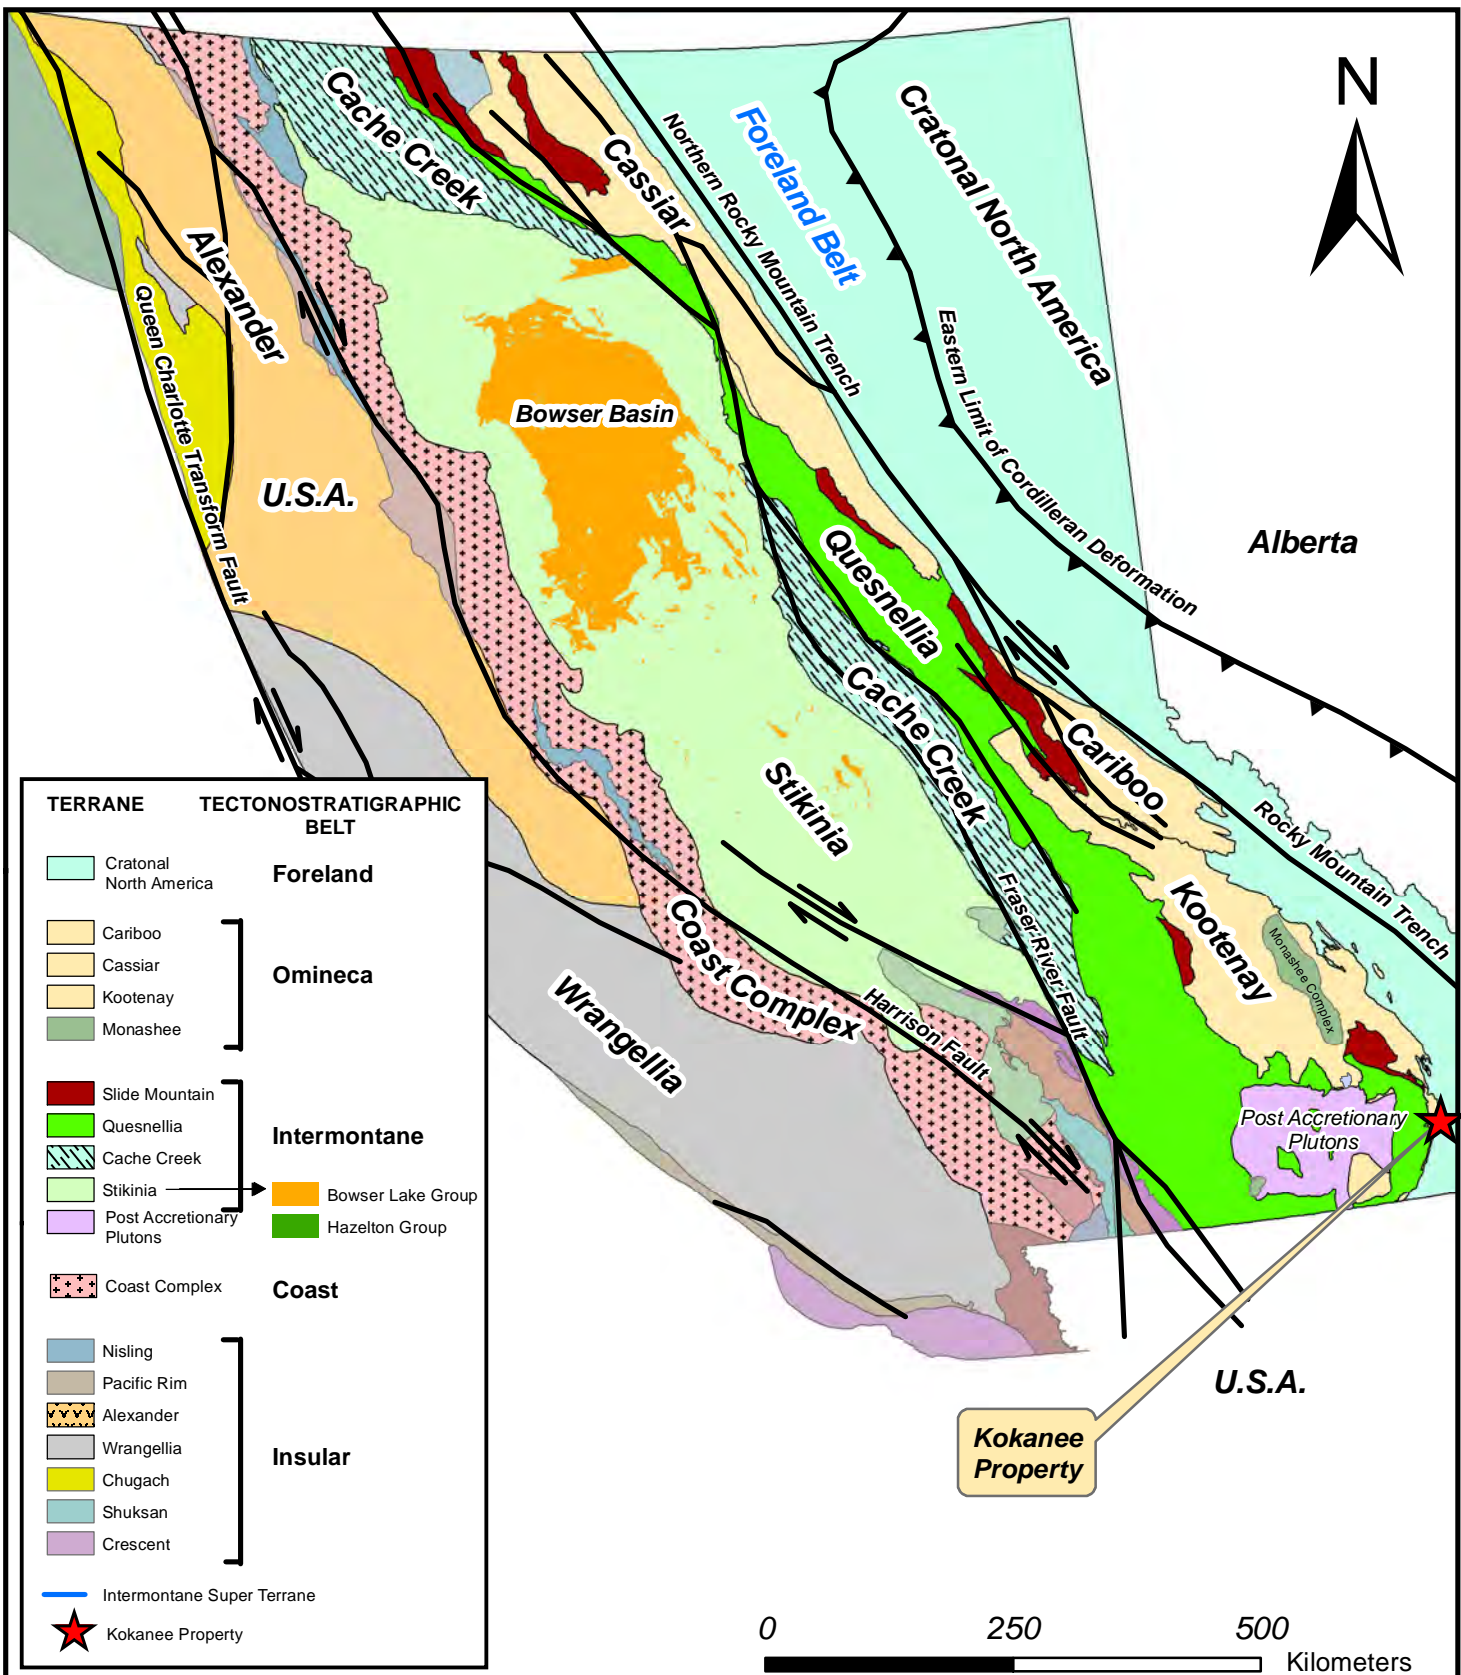 N
Cache Creek
Cassiar
Northern Rocky Mountain Trench
Foreland Belt
Cratonal North America
Alexander
Queen Charlotte Transform Fault
Eastern Limit of Cordilleran Deformation
Bowser Basin
U.S.A.
Alberta
Quesnellia
Cache Creek
Cariboo
Stikinia
Rocky Mountain Trench
Fraser River Fault
Kootenay
Monashee Complex
Coast Complex
Wrangellia
Harrison Fault
Post Accretionary
Plutons
U.S.A.
Kokanee
Property
TERRANE
TECTONOSTRATIGRAPHIC
BELT
Cratonal
North America
Foreland
Cariboo
Cassiar
Kootenay
Monashee
Omineca
Slide Mountain
Quesnellia
Cache Creek
Stikinia
Post Accretionary
Plutons
Intermontane
Bowser Lake Group
Hazelton Group
Coast Complex
Coast
Nisling
Pacific Rim
Alexander
Wrangellia
Chugach
Shuksan
Crescent
Insular
Intermontane Super Terrane
Kokanee Property
0 250 500
Kilometers